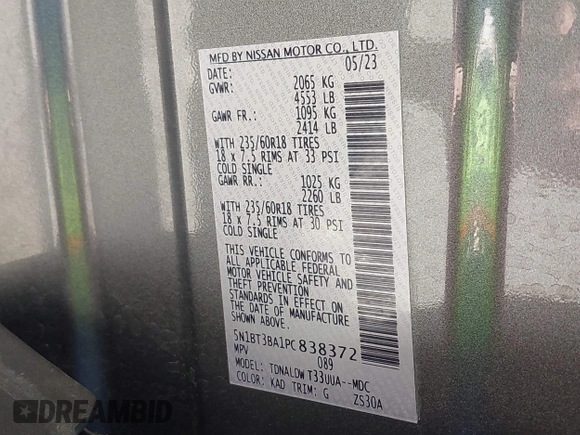 MFD BY NISSAN MOTOR CO., LTD.
DATE: 05/23
GVWR: 2065 KG
4553 LB
GAWR FR.: 1095 KG
2414 LB
WITH 235/60R18 TIRES
18 x 7.5 RIMS AT 33 PSI
COLD SINGLE
GAWR RR.: 1025 KG
2260 LB
WITH 235/60R18 TIRES
18 x 7.5 RIMS AT 30 PSI
COLD SINGLE
THIS VEHICLE CONFORMS TO
ALL APPLICABLE FEDERAL
MOTOR VEHICLE SAFETY AND
THEFT PREVENTION
STANDARDS IN EFFECT ON
THE DATE OF MANUFACTURE
SHOWN ABOVE.
5N1BT3BA1PC838372
MPV 089
MODEL: TDNALDW T33UUA--MDC
COLOR: KAD TRIM: G ZS30A
DREAMBID